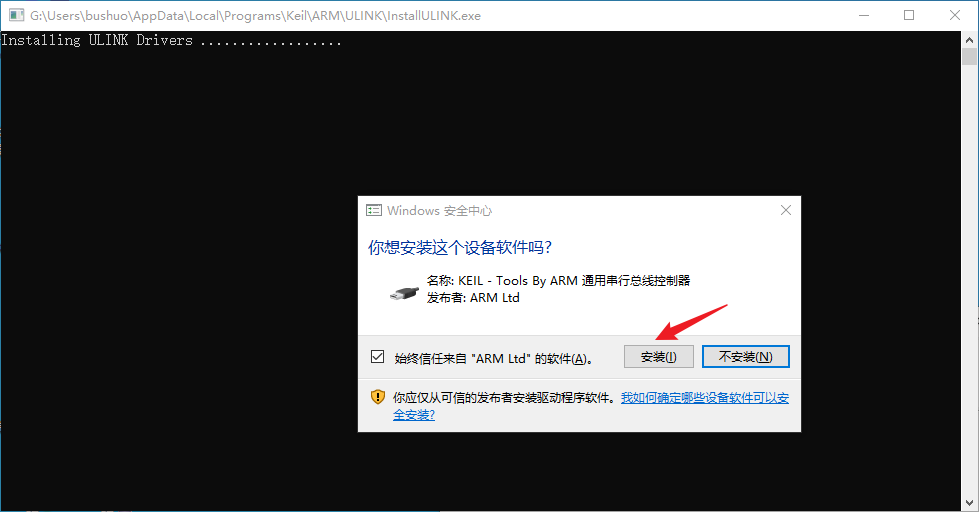 G:\Users\bushuo\AppData\Local\Programs\Keil\ARM\ULINK\InstallULINK.exe
Installing ULINK Drivers ..................
Windows 安全中心
你想安装这个设备软件吗?
名称: KEIL - Tools By ARM 通用串行总线控制器
发布者: ARM Ltd
始终信任来自 "ARM Ltd" 的软件(A)。
安装(I)
不安装(N)
你应仅从可信的发布者安装驱动程序软件。我如何确定哪些设备软件可以安
全安装?